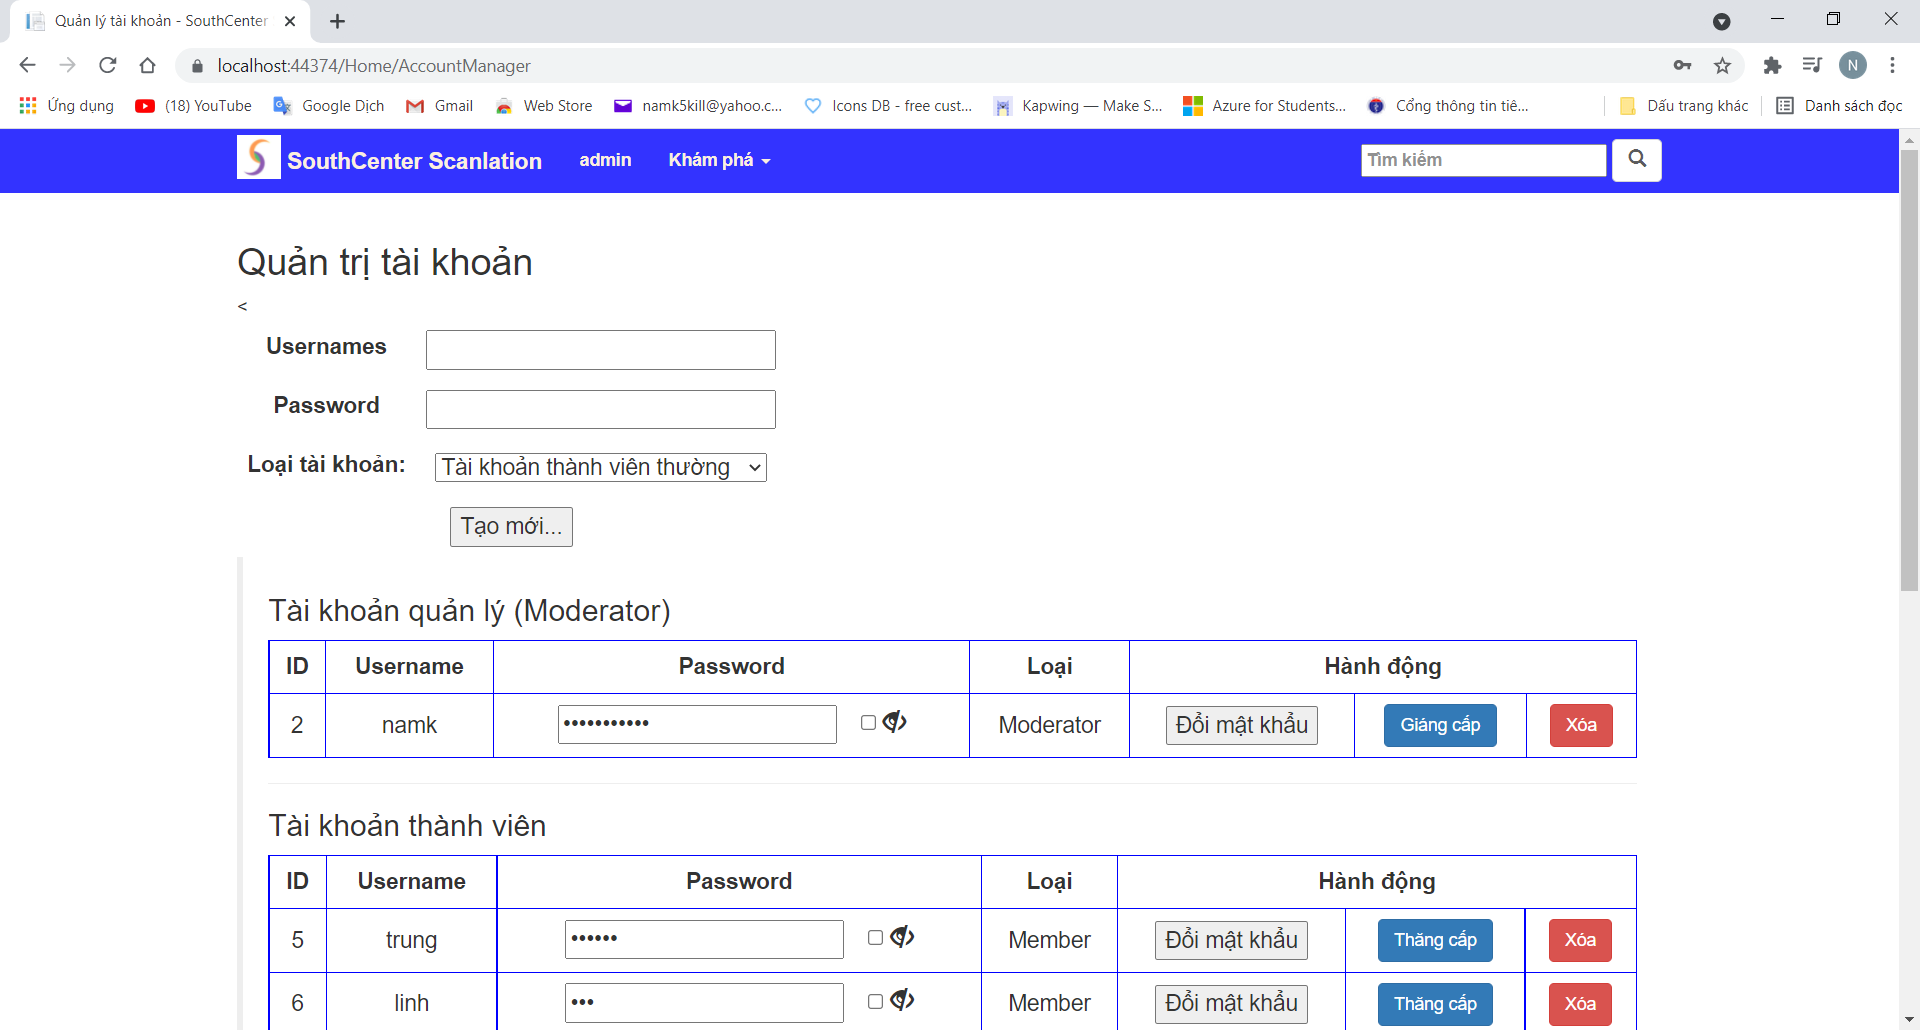 Quản lý tài khoản - SouthCenter
localhost:44374/Home/AccountManager
N
Ứng dụng (18) YouTube Google Dịch Gmail Web Store namk5kill@yahoo.c... Icons DB - free cust... Kapwing — Make S... Azure for Students... Cổng thông tin tiê... Dấu trang khác Danh sách đọc
SouthCenter Scanlation admin Khám phá Tìm kiếm
Quản trị tài khoản
<
Usernames
Password
Loại tài khoản: Tài khoản thành viên thường
Tạo mới...
Tài khoản quản lý (Moderator)
ID Username Password Loại Hành động
2 namk ••••••••••• Moderator Đổi mật khẩu Giáng cấp Xóa
Tài khoản thành viên
ID Username Password Loại Hành động
5 trung •••••• Member Đổi mật khẩu Thăng cấp Xóa
6 linh ••• Member Đổi mật khẩu Thăng cấp Xóa